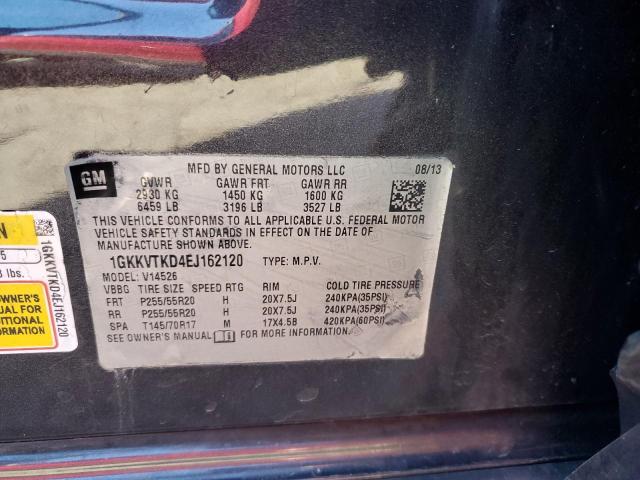 GM
MFD BY GENERAL MOTORS LLC 08/13
GVWR GAWR FRT GAWR RR
2930 KG 1450 KG 1600 KG
6459 LB 3196 LB 3527 LB
THIS VEHICLE CONFORMS TO ALL APPLICABLE U.S. FEDERAL MOTOR
VEHICLE SAFETY STANDARDS IN EFFECT ON THE DATE OF
MANUFACTURE SHOWN ABOVE.
1GKKVTKD4EJ162120 TYPE: M.P.V.
MODEL: V14526
VBBG TIRE SIZE SPEED RTG RIM COLD TIRE PRESSURE
FRT P255/55R20 H 20X7.5J 240KPA(35PSI)
RR P255/55R20 H 20X7.5J 240KPA(35PSI)
SPA T145/70R17 M 17X4.5B 420KPA(60PSI)
SEE OWNER'S MANUAL FOR MORE INFORMATION.
1GKKVTKD4EJ162120
N
5
lbs.
OWNER'S
MANUAL FOR
INFORMATION